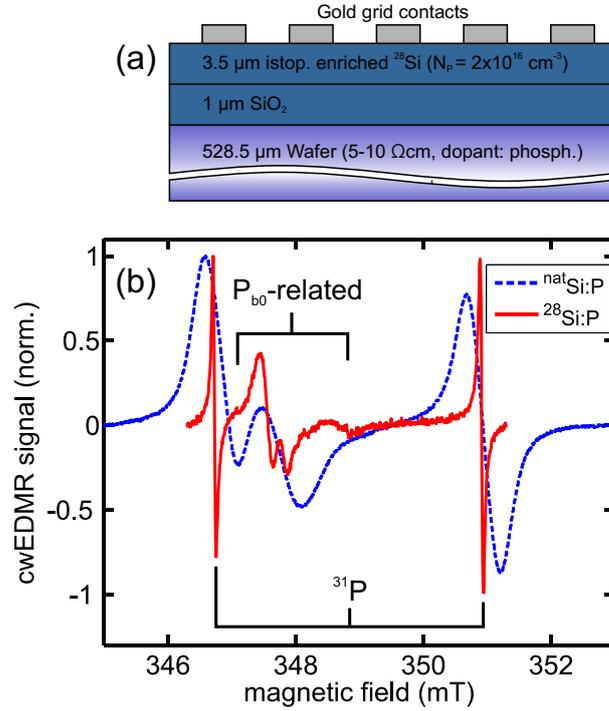 Gold grid contacts
(a)
3.5 µm istop. enriched ²⁸Si (Nₚ = 2x10¹⁶ cm⁻³)
1 µm SiO₂
528.5 µm Wafer (5-10 Ωcm, dopant: phosph.)
(b)
P_b0-related
ⁿᵃᵗSi:P
²⁸Si:P
³¹P
1
0.5
0
-0.5
-1
cwEDMR signal (norm.)
346 348 350 352
magnetic field (mT)